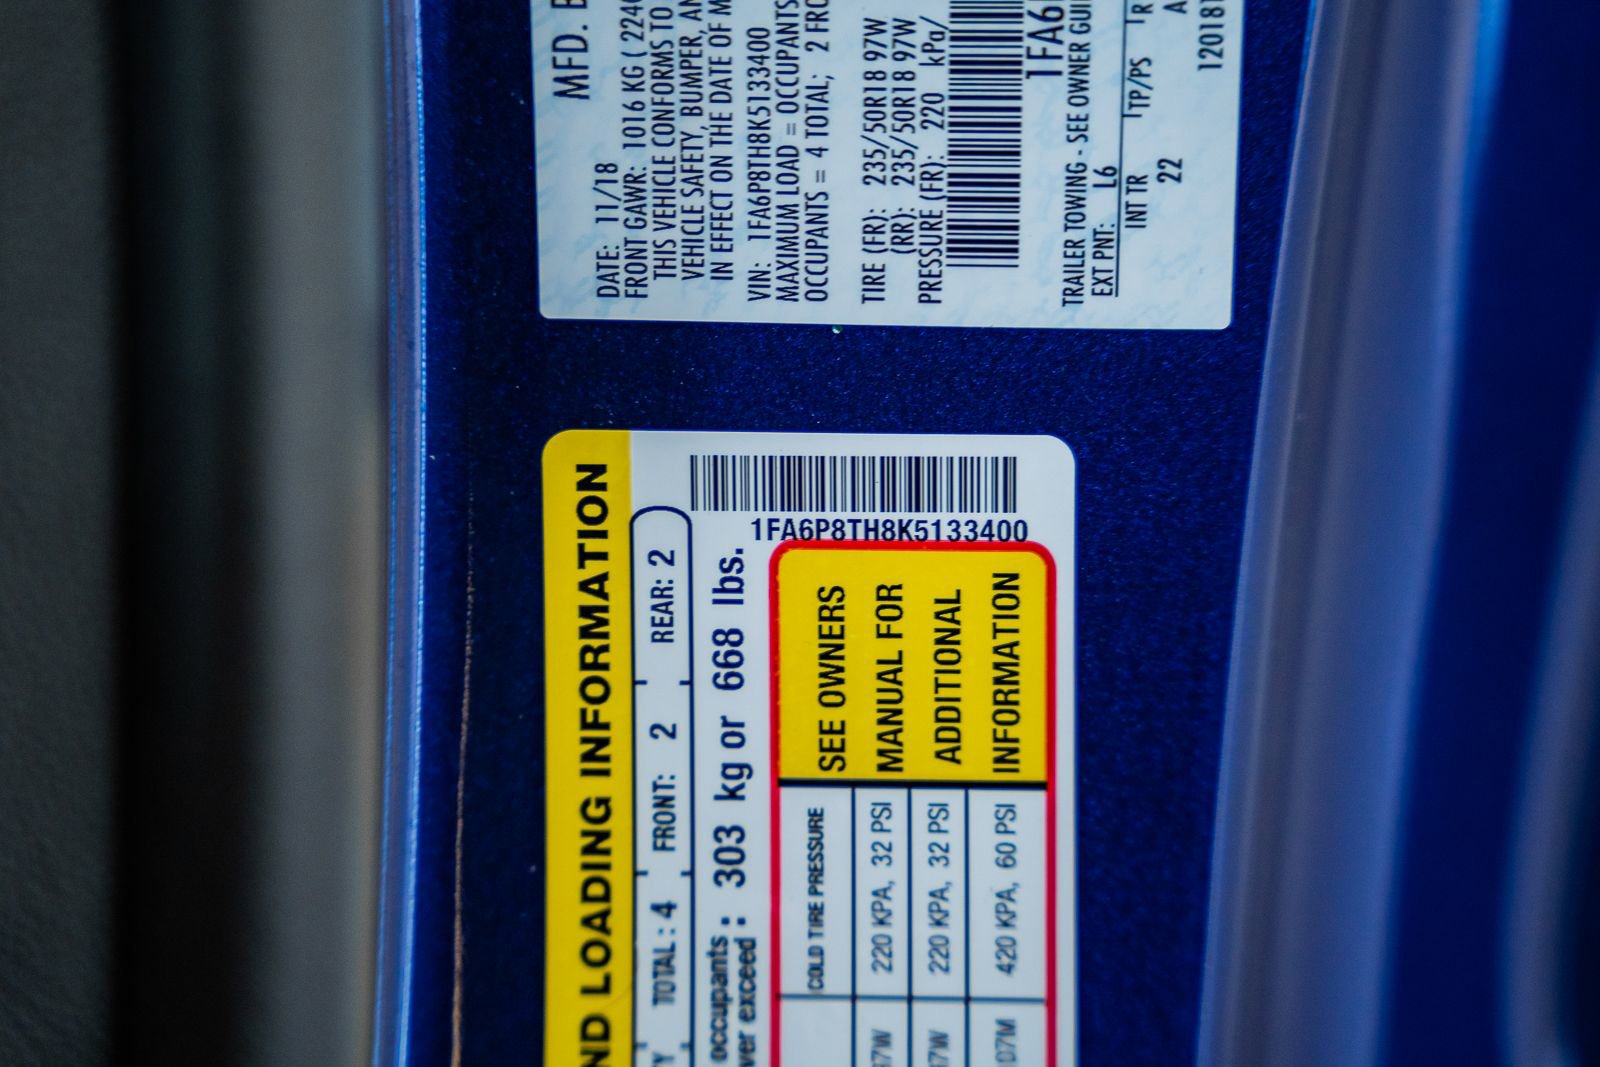 MFD.
DATE: 11/18
FRONT GAWR: 1016 KG
THIS VEHICLE CONFORMS TO
VEHICLE SAFETY, BUMPER,
IN EFFECT ON THE DATE OF
VIN: 1FA6P8TH8K5133400
MAXIMUM LOAD = OCCUPANTS
OCCUPANTS = 4 TOTAL; 2
TIRE (FR): 235/50R18 97W
(RR): 235/50R18 97W
PRESSURE (FR): 220 kPa/
1FA6
TRAILER TOWING - SEE OWNER
EXT PNT: L6
INT TR TP/PS R
22 A
12018
1FA6P8TH8K5133400
LOADING INFORMATION
TOTAL: 4 FRONT: 2 REAR: 2
occupants : 303 kg or 668 lbs.
exceed
COLD TIRE PRESSURE SEE OWNERS
220 KPA, 32 PSI MANUAL FOR
220 KPA, 32 PSI ADDITIONAL
420 KPA, 60 PSI INFORMATION